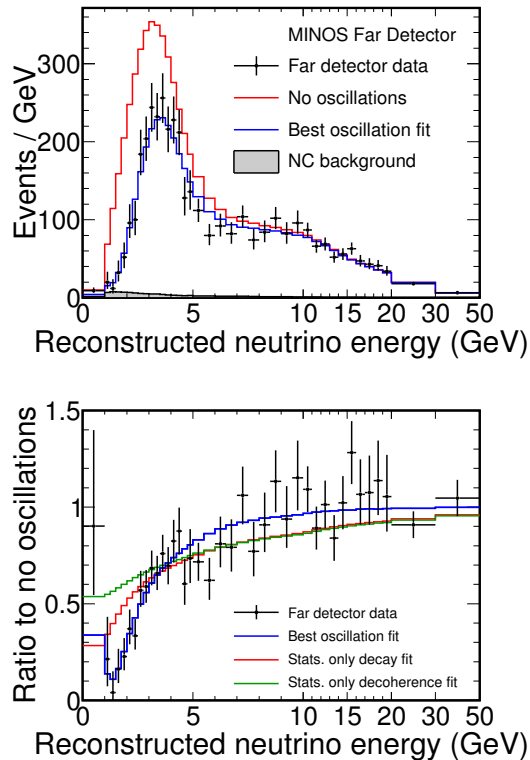 MINOS Far Detector
Far detector data
No oscillations
Best oscillation fit
NC background
Events / GeV
300
200
100
0
0 5 10 15 20 30 50
Reconstructed neutrino energy (GeV)
Ratio to no oscillations
1.5
1
0.5
0
Far detector data
Best oscillation fit
Stats. only decay fit
Stats. only decoherence fit
0 5 10 15 20 30 50
Reconstructed neutrino energy (GeV)